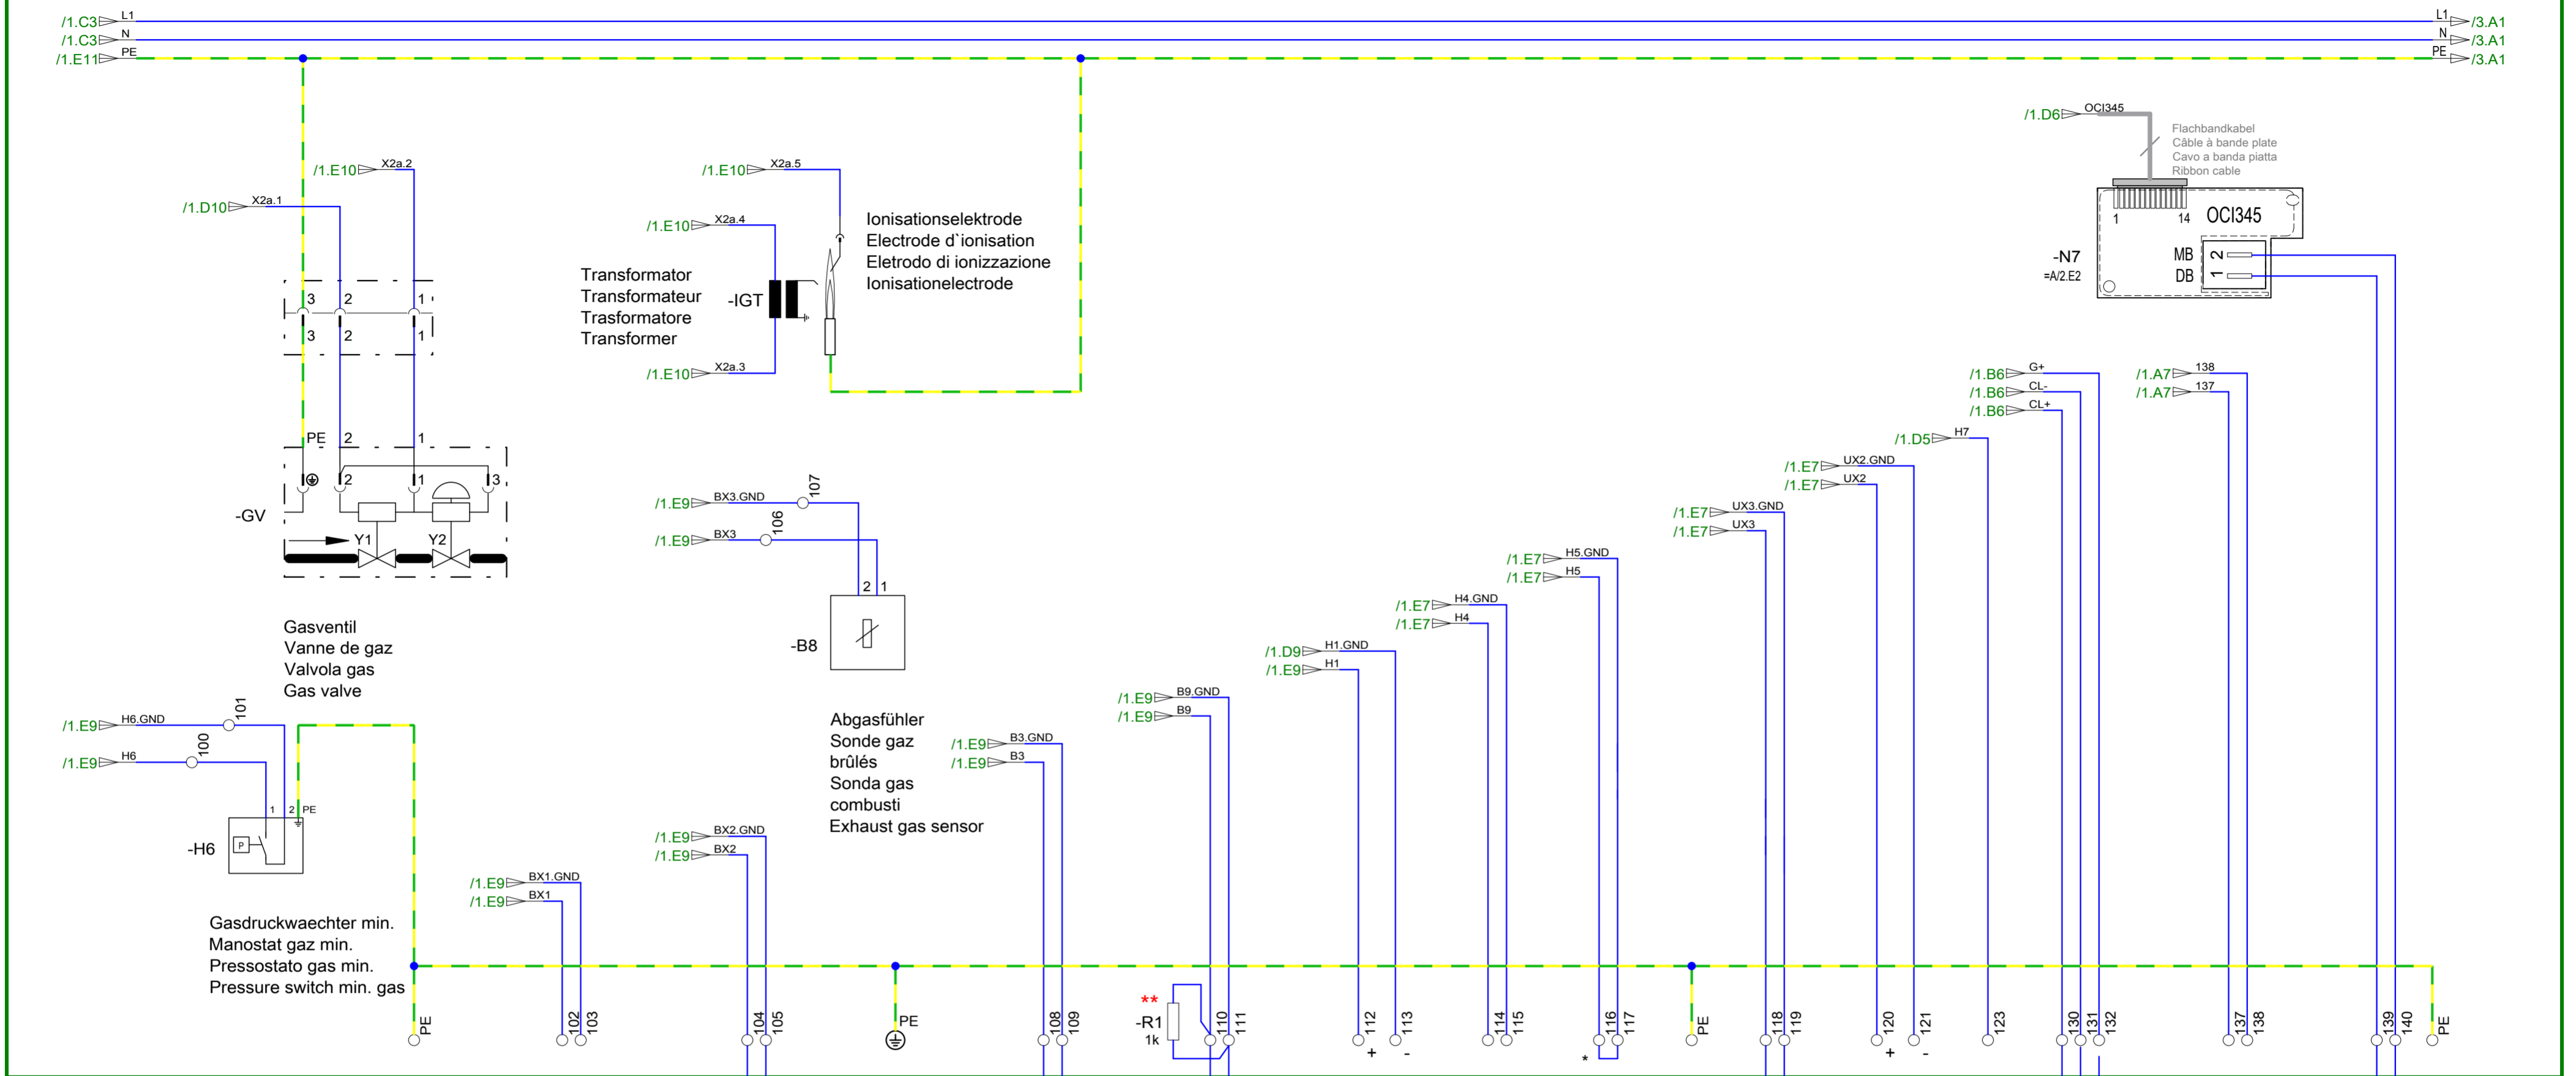 /1.C3 L1 L1 /3.A1
/1.C3 N N /3.A1
/1.E11 PE PE /3.A1
/1.D6 OCI345
Flachbandkabel
Câble à bande plate
Cavo a banda piatta
Ribbon cable
/1.E10 X2a.2
/1.D10 X2a.1
3 2 1
3 2 1
PE 2 1
2 1 3
-GV
Y1 Y2
Gasventil
Vanne de gaz
Valvola gas
Gas valve
/1.E10 X2a.5
/1.E10 X2a.4
Ionisationselektrode
Electrode d`ionisation
Eletrodo di ionizzazione
Ionisationelectrode
Transformator
Transformateur
Trasformatore
Transformer
-IGT
/1.E10 X2a.3
1 14 OCI345
-N7
=A/2.E2
MB 2
DB 1
/1.B6 G+
/1.B6 CL-
/1.B6 CL+
/1.A7 138
/1.A7 137
/1.D5 H7
/1.E7 UX2.GND
/1.E7 UX2
/1.E7 UX3.GND
/1.E7 UX3
/1.E7 H5.GND
/1.E7 H5
/1.E7 H4.GND
/1.E7 H4
/1.D9 H1.GND
/1.E9 H1
/1.E9 B9.GND
/1.E9 B9
/1.E9 B3.GND
/1.E9 B3
/1.E9 BX3.GND 107
/1.E9 BX3 106
2 1
-B8
Abgasfühler
Sonde gaz
brûlés
Sonda gas
combusti
Exhaust gas sensor
/1.E9 BX2.GND
/1.E9 BX2
/1.E9 BX1.GND
/1.E9 BX1
/1.E9 H6.GND 101
/1.E9 H6 100
1 2 PE
-H6
P
Gasdruckwaechter min.
Manostat gaz min.
Pressostato gas min.
Pressure switch min. gas
**
-R1
1k
PE 102 103 104 105 PE 108 109 110 111 112 113 114 115 116 117 PE 118 119 120 121 123 130 131 132 137 138 139 140 PE
+ - * + -